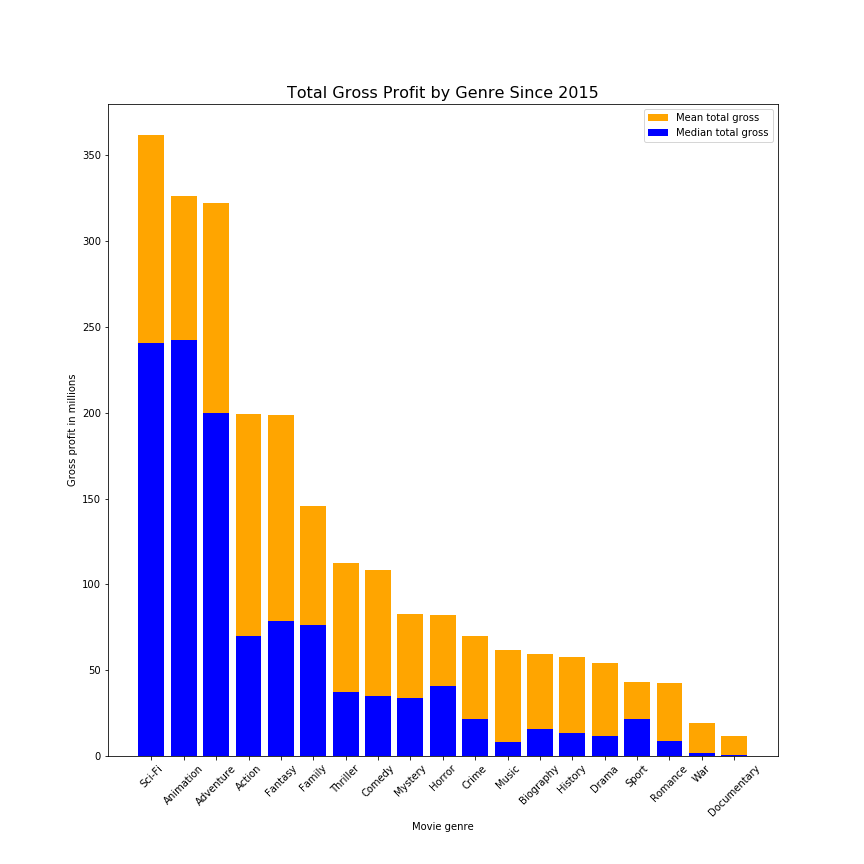 Total Gross Profit by Genre Since 2015
Mean total gross
Median total gross
Gross profit in millions
350
300
250
200
150
100
50
0
Sci-Fi
Animation
Adventure
Action
Fantasy
Family
Thriller
Comedy
Mystery
Horror
Crime
Music
Biography
History
Drama
Sport
Romance
War
Documentary
Movie genre